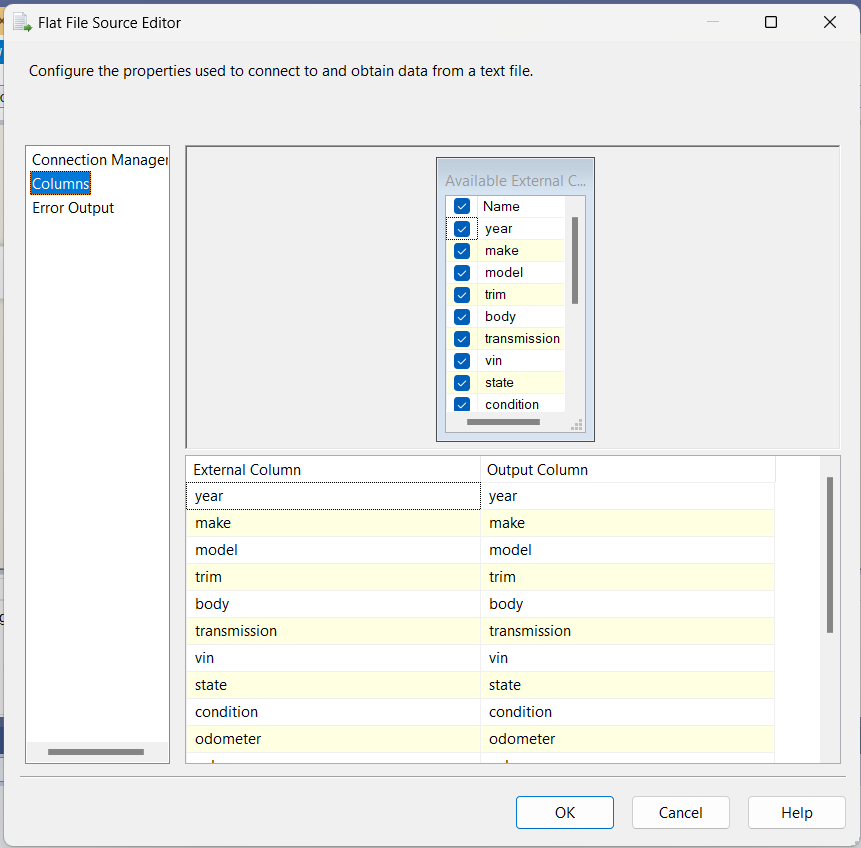 Flat File Source Editor
Configure the properties used to connect to and obtain data from a text file.
Connection Manager
Columns
Error Output
Available External C...
Name
year
make
model
trim
body
transmission
vin
state
condition
External Column Output Column
year year
make make
model model
trim trim
body body
transmission transmission
vin vin
state state
condition condition
odometer odometer
OK Cancel Help